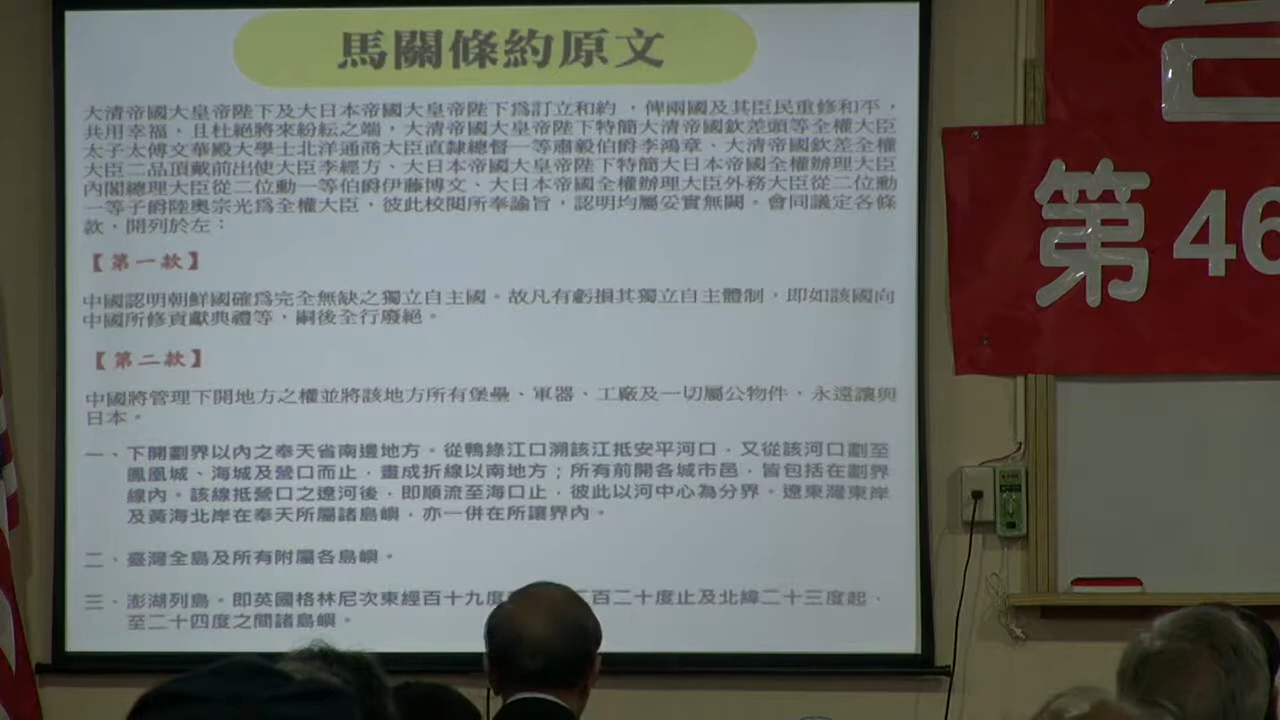 馬關條約原文
大清帝國大皇帝陛下及大日本帝國大皇帝陛下爲訂立和約，俾兩國及其臣民重修和平，
共用幸福，且杜絕將來紛紜之端，大清帝國大皇帝陛下特簡大清帝國欽差頭等全權大臣
太子太傅文華殿大學士北洋通商大臣直隸總督一等肅毅伯爵李鴻章、大清帝國欽差全權
大臣二品頂戴前出使大臣李經方、大日本帝國大皇帝陛下特簡大日本帝國全權辦理大臣
內閣總理大臣從二位勳一等伯爵伊藤博文、大日本帝國全權辦理大臣外務大臣從二位勳
一等子爵陸奧宗光爲全權大臣，彼此校閱所奉諭旨，認明均屬妥實無闕。會同議定各條
款，開列於左：
【第一款】
中國認明朝鮮國確爲完全無缺之獨立自主國。故凡有虧損其獨立自主體制，即如該國向
中國所修貢獻典禮等，嗣後全行廢絕。
【第二款】
中國將管理下開地方之權並將該地方所有堡壘、軍器、工廠及一切屬公物件，永遠讓與
日本。
一、下開劃界以內之奉天省南邊地方。從鴨綠江口溯該江抵安平河口，又從該河口劃至
鳳凰城、海城及營口而止，畫成折線以南地方；所有前開各城市邑，皆包括在劃界
線內。該線抵營口之遼河後，即順流至海口止，彼此以河中心為分界。遼東灣東岸
及黃海北岸在奉天所屬諸島嶼，亦一併在所讓界內。
二、臺灣全島及所有附屬各島嶼。
三、澎湖列島。即英國格林尼次東經百十九度 百二十度止及北緯二十三度起、
至二十四度之間諸島嶼。
第46